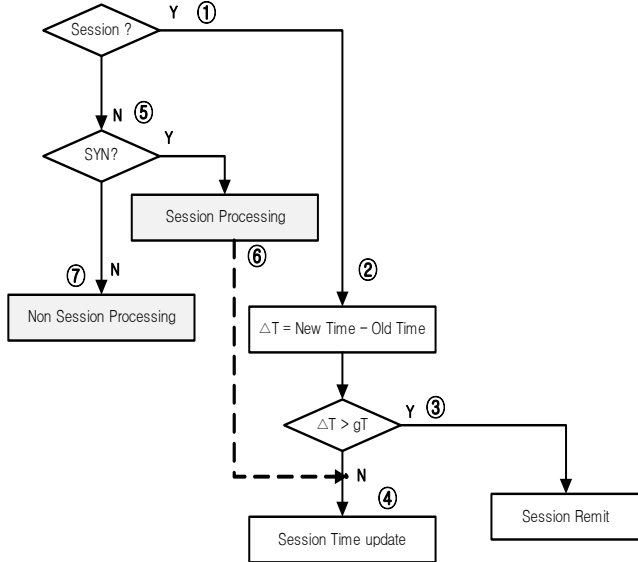 Session ?
Y ①
N ⑤
SYN?
Y
Session Processing
⑥
⑦ N
②
Non Session Processing
△T = New Time − Old Time
△T > gT
Y ③
N
④
Session Remit
Session Time update